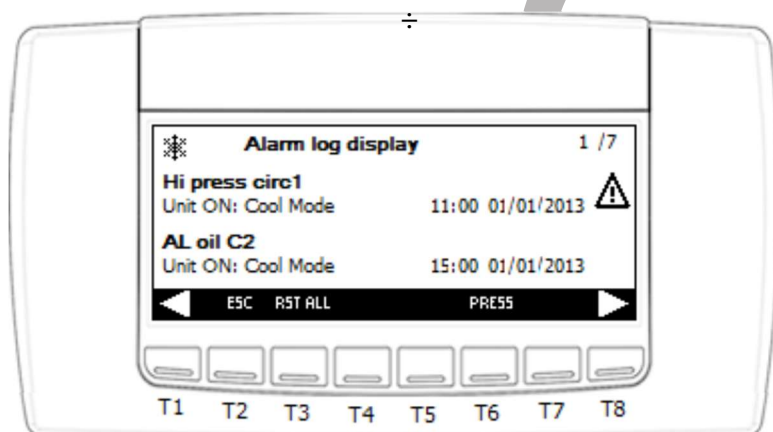 ÷
Alarm log display 1 /7
Hi press circ1
Unit ON: Cool Mode 11:00 01/01/2013
AL oil C2
Unit ON: Cool Mode 15:00 01/01/2013
ESC RST ALL PRESS
T1 T2 T3 T4 T5 T6 T7 T8